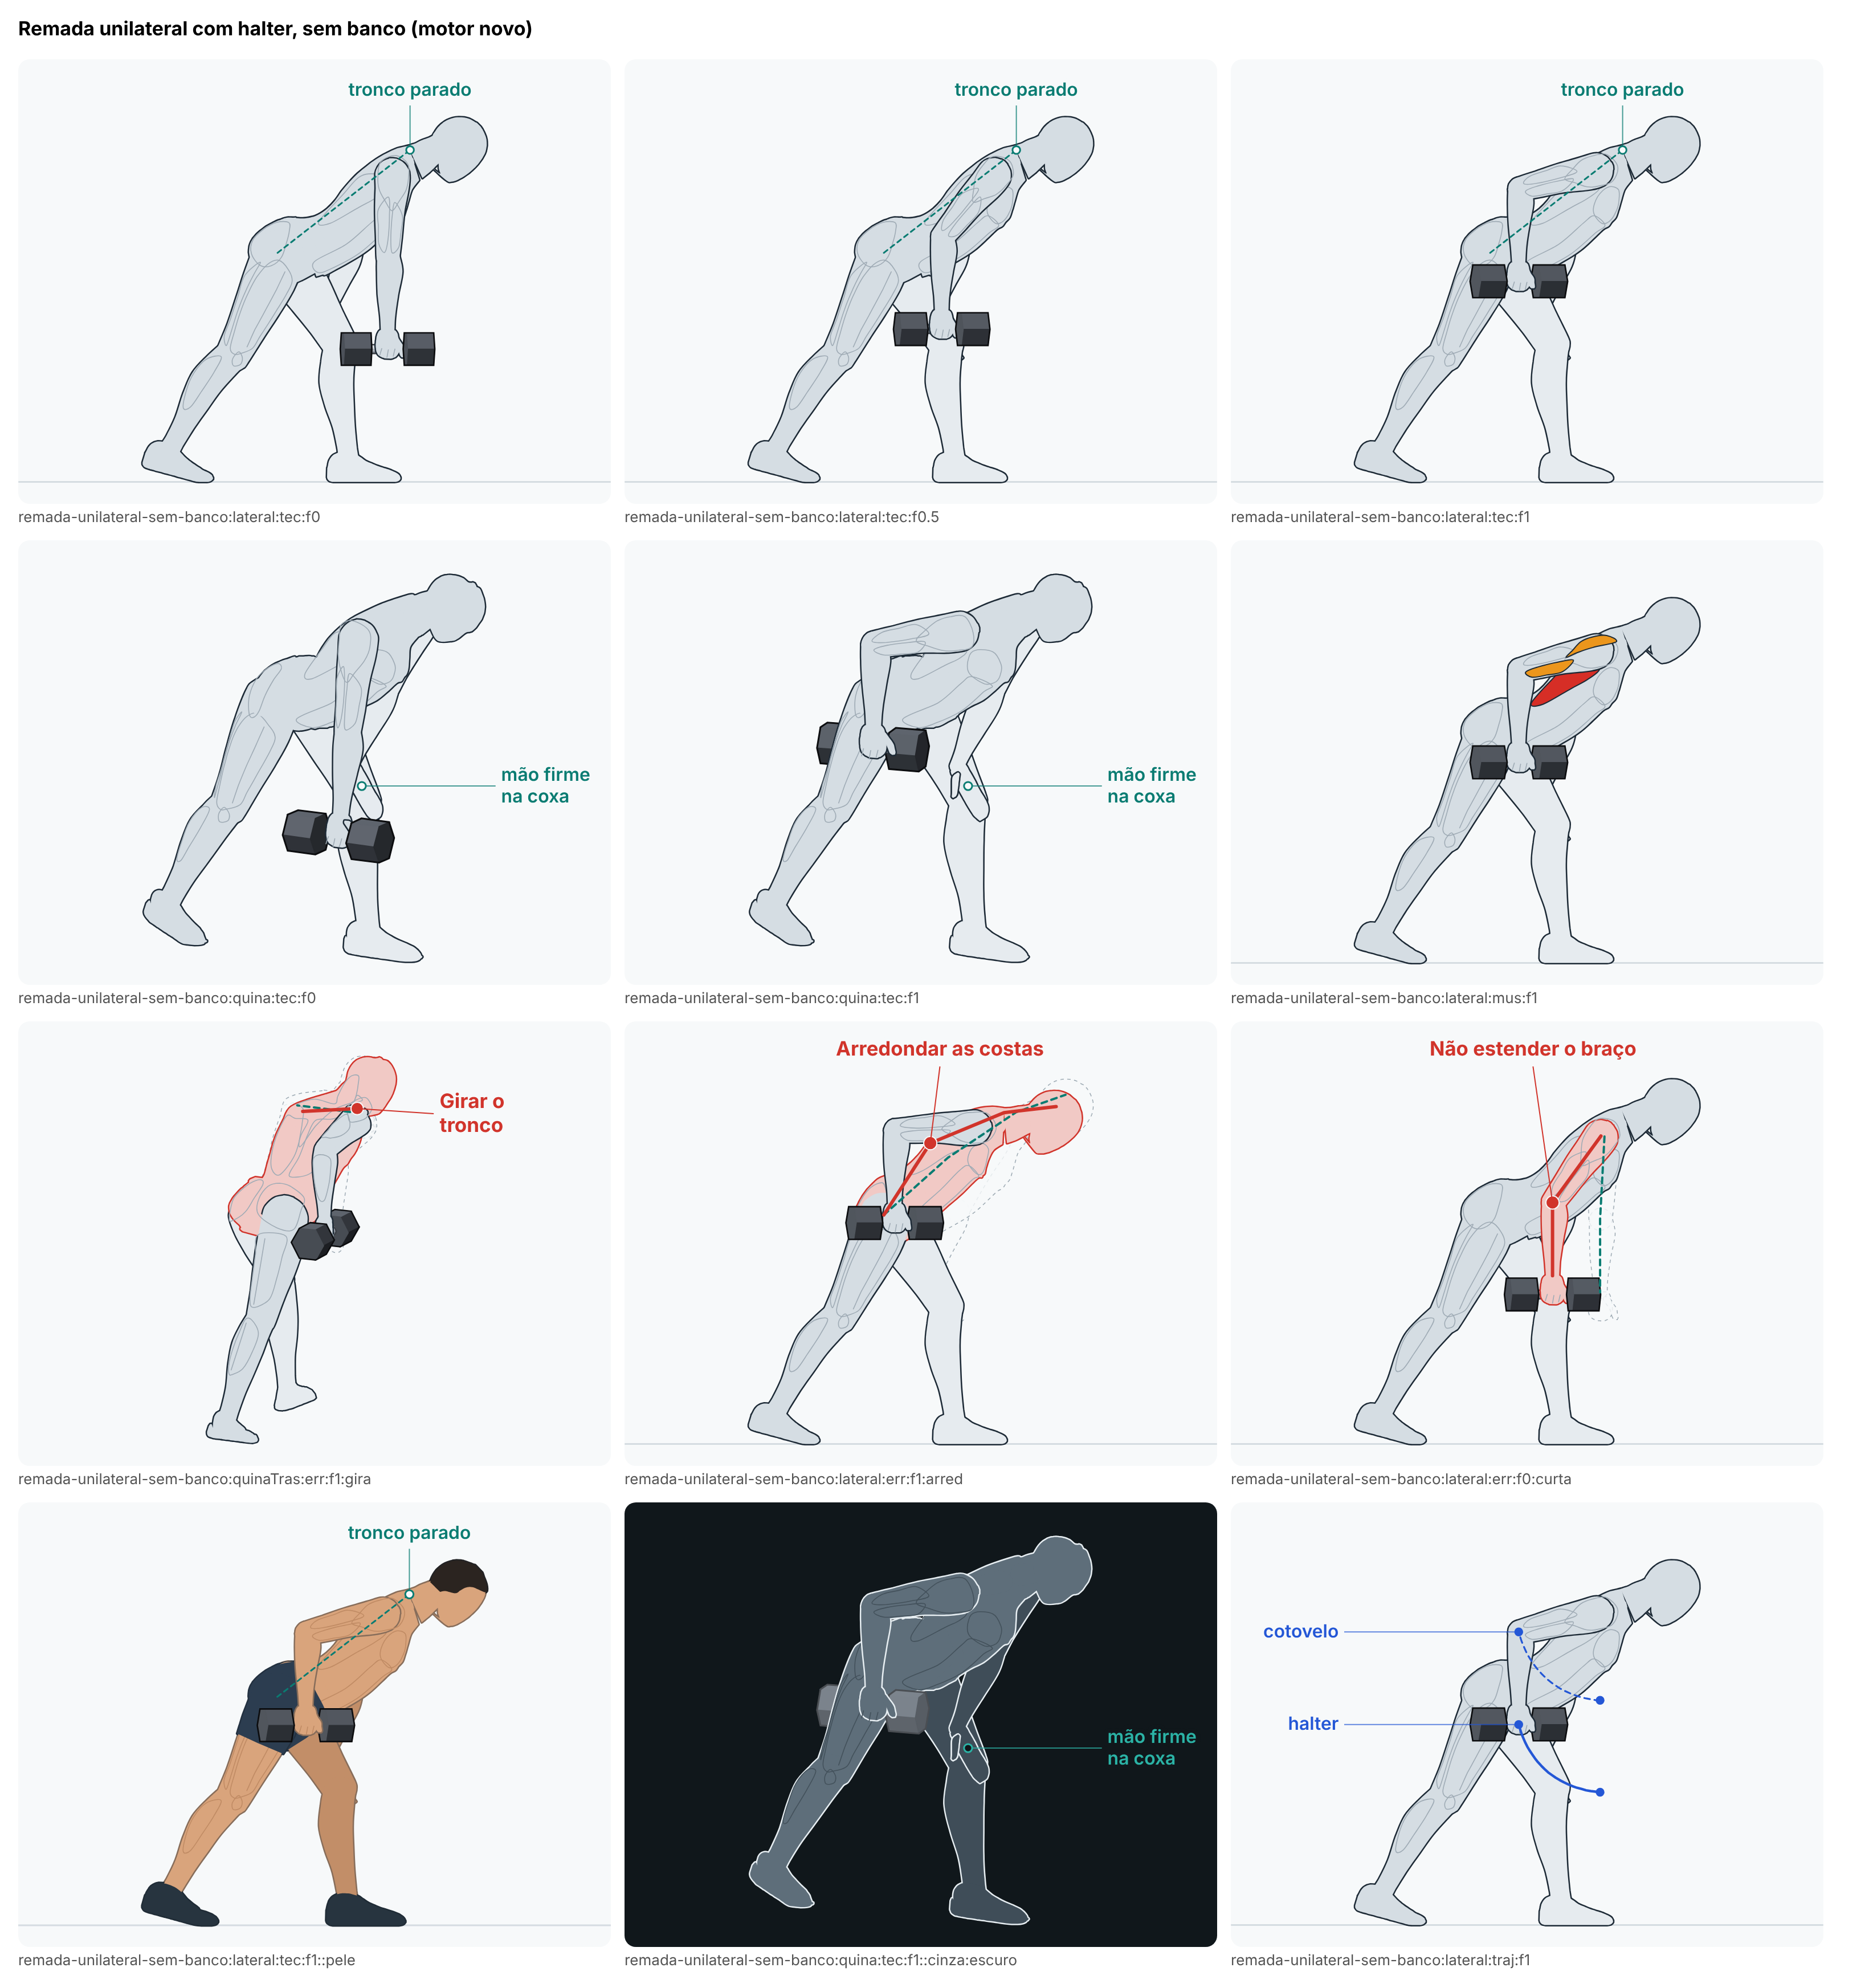 Remada unilateral com halter, sem banco (motor novo)
tronco parado
tronco parado
tronco parado
remada-unilateral-sem-banco:lateral:tec:f0
remada-unilateral-sem-banco:lateral:tec:f0.5
remada-unilateral-sem-banco:lateral:tec:f1
mão firme
na coxa
mão firme
na coxa
remada-unilateral-sem-banco:quina:tec:f0
remada-unilateral-sem-banco:quina:tec:f1
remada-unilateral-sem-banco:lateral:mus:f1
Girar o
tronco
Arredondar as costas
Não estender o braço
remada-unilateral-sem-banco:quinaTras:err:f1:gira
remada-unilateral-sem-banco:lateral:err:f1:arred
remada-unilateral-sem-banco:lateral:err:f0:curta
tronco parado
mão firme
na coxa
cotovelo
halter
remada-unilateral-sem-banco:lateral:tec:f1::pele
remada-unilateral-sem-banco:quina:tec:f1::cinza:escuro
remada-unilateral-sem-banco:lateral:traj:f1